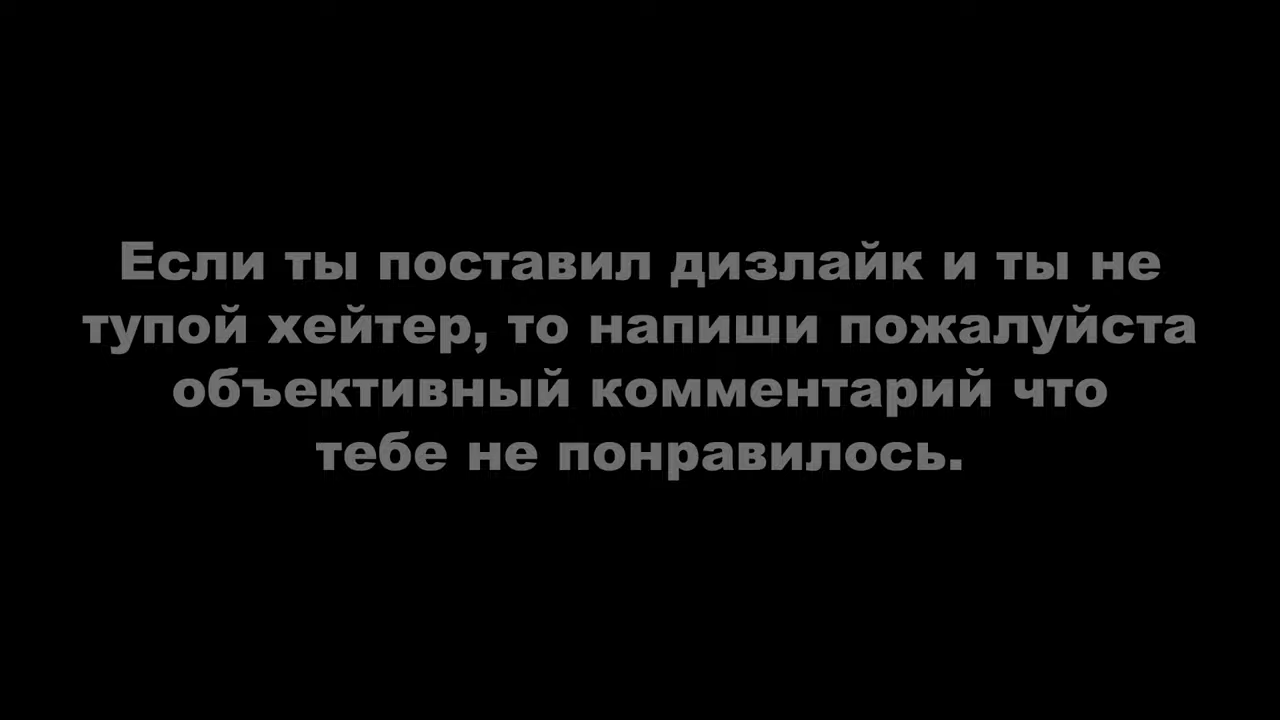 Если ты поставил дизлайк и ты не
тупой хейтер, то напиши пожалуйста
объективный комментарий что
тебе не понравилось.